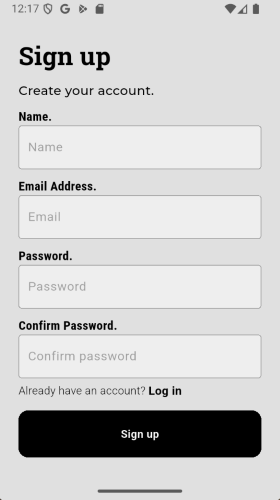 12:17
Sign up
Create your account.
Name.
Name
Email Address.
Email
Password.
Password
Confirm Password.
Confirm password
Already have an account? Log in
Sign up